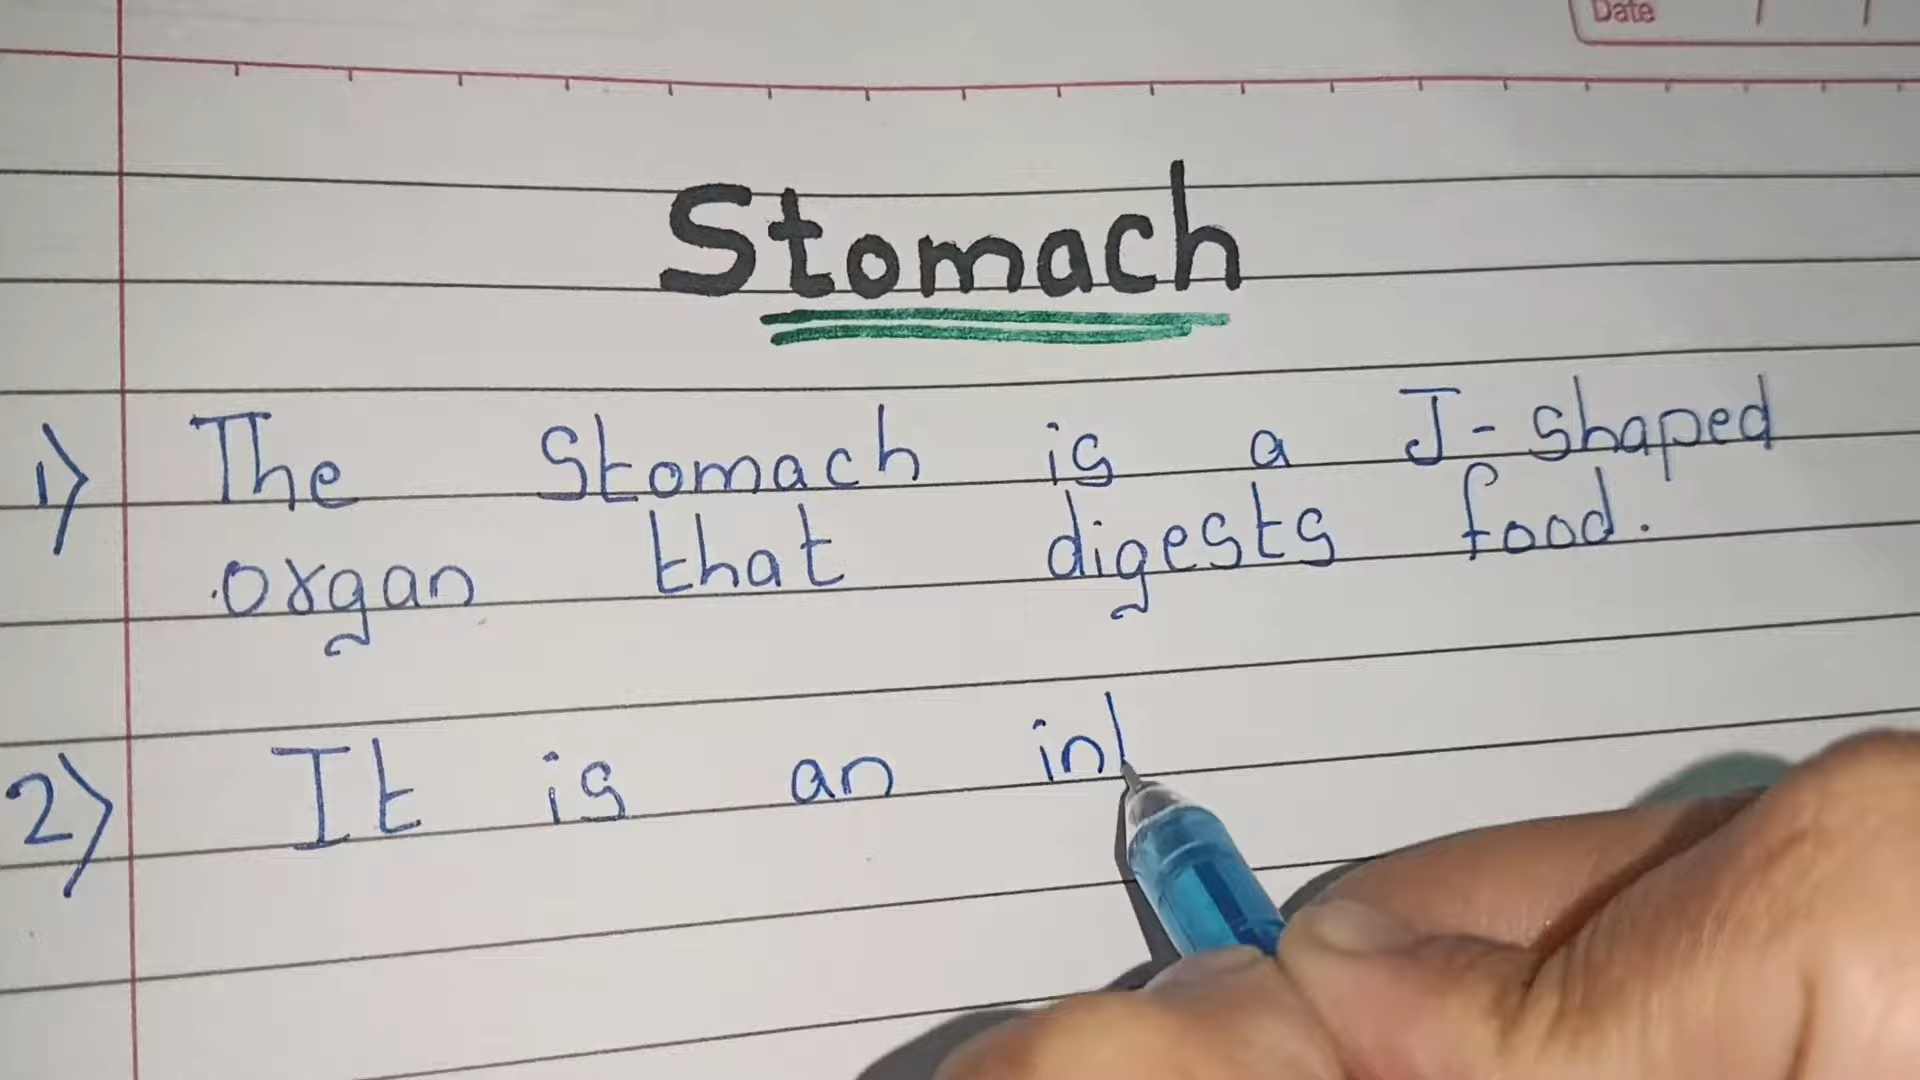 Date
Stomach
1) The Stomach is a J-shaped
organ that digests food.
2) It is an in